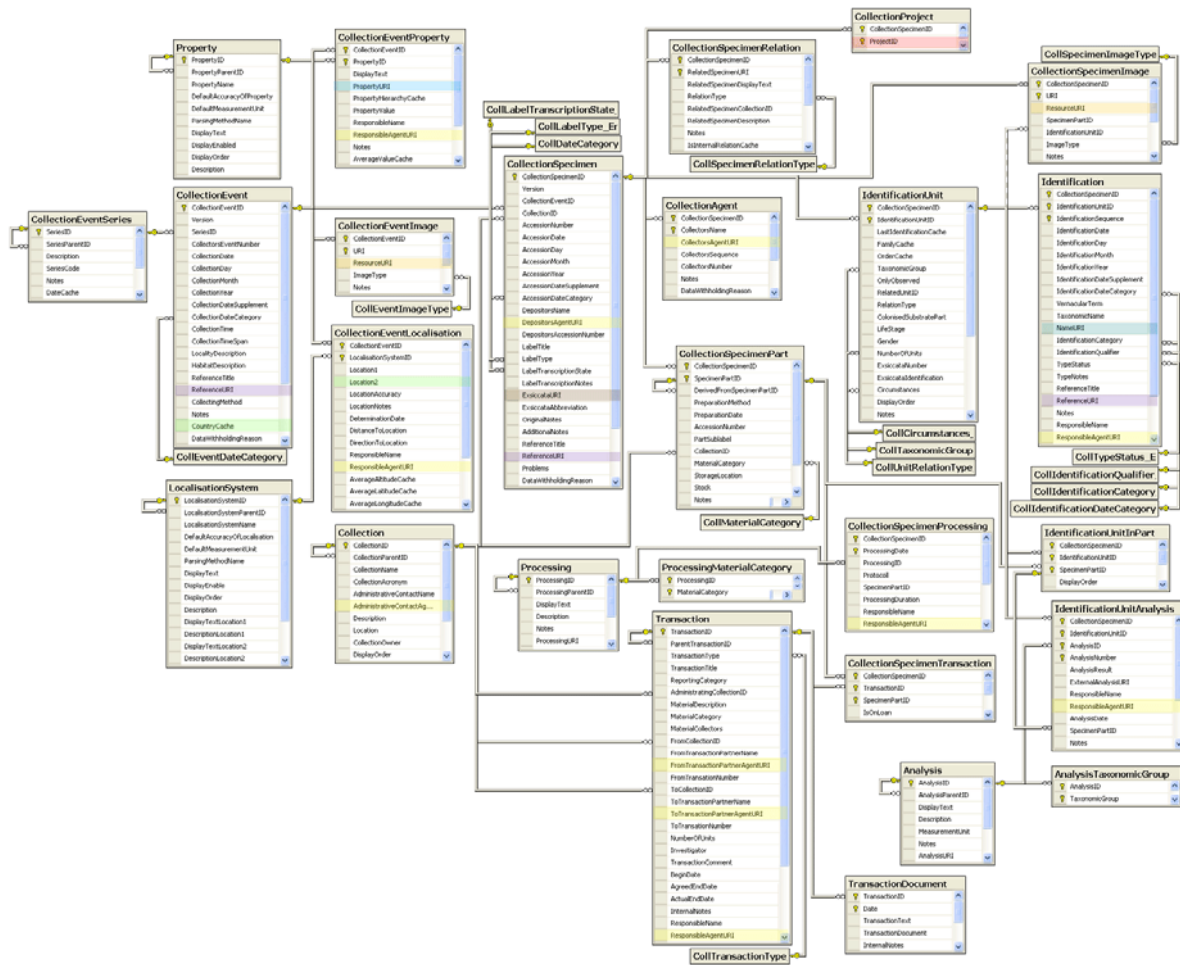 Property
PropertyID
PropertyParentID
PropertyName
DefaultAccuracyOfProperty
DefaultMeasurementUnit
ParsingMethodName
DisplayText
DisplayEnabled
DisplayOrder
Description
CollectionEventProperty
CollectionEventID
PropertyID
DisplayText
PropertyURI
PropertyHierarchyCache
PropertyValue
ResponsibleName
ResponsibleAgentURI
Notes
AverageValueCache
CollLabelTranscriptionState
CollLabelType_Er
CollDateCategory
CollectionProject
CollectionSpecimenID
ProjectID
CollectionSpecimenRelation
CollectionSpecimenID
RelatedSpecimenURI
RelatedSpecimenDisplayText
RelationType
RelatedSpecimenCollectionID
RelatedSpecimenDescription
Notes
IsInternalRelationCache
CollSpecimenRelationType
CollSpecimenImageType
CollectionSpecimenImage
CollectionSpecimenID
URI
ResourceURI
SpecimenPartID
IdentificationUnitID
ImageType
Notes
CollectionEventSeries
SeriesID
SeriesParentID
Description
SeriesCode
Notes
DateCache
CollectionEvent
CollectionEventID
Version
SeriesID
CollectorsEventNumber
CollectionDate
CollectionDay
CollectionMonth
CollectionYear
CollectionDateSupplement
CollectionDateCategory
CollectionTime
CollectionTimeSpan
LocalityDescription
HabitatDescription
ReferenceTitle
ReferenceURI
CollectingMethod
Notes
CountryCache
DataWithholdingReason
CollEventDateCategory
CollectionEventImage
CollectionEventID
URI
ResourceURI
ImageType
Notes
CollEventImageType
CollectionEventLocalisation
CollectionEventID
LocalisationSystemID
Location1
Location2
LocationAccuracy
LocationNotes
DeterminationDate
DistanceToLocation
DirectionToLocation
ResponsibleName
ResponsibleAgentURI
AverageAltitudeCache
AverageLatitudeCache
AverageLongitudeCache
CollectionSpecimen
CollectionSpecimenID
Version
CollectionEventID
CollectionID
AccessionNumber
AccessionDate
AccessionDay
AccessionMonth
AccessionYear
AccessionDateSupplement
AccessionDateCategory
DepositorsName
DepositorsAgentURI
DepositorsAccessionNumber
LabelTitle
LabelType
LabelTranscriptionState
LabelTranscriptionNotes
ExsiccataURI
ExsiccataAbbreviation
OriginalNotes
AdditionalNotes
ReferenceTitle
ReferenceURI
Problems
DataWithholdingReason
CollectionAgent
CollectionSpecimenID
CollectorsName
CollectorsAgentURI
CollectorsSequence
CollectorsNumber
Notes
DataWithholdingReason
CollectionSpecimenPart
CollectionSpecimenID
SpecimenPartID
DerivedFromSpecimenPartID
PreparationMethod
PreparationDate
AccessionNumber
PartSublabel
CollectionID
MaterialCategory
StorageLocation
Stock
Notes
CollMaterialCategory
IdentificationUnit
CollectionSpecimenID
IdentificationUnitID
LastIdentificationCache
FamilyCache
OrderCache
TaxonomicGroup
OnlyObserved
RelatedUnitID
RelationType
ColonisedSubstratePart
LifeStage
Gender
NumberOfUnits
ExsiccataNumber
ExsiccataIdentification
Circumstances
DisplayOrder
Notes
CollCircumstances_
CollTaxonomicGroup
CollUnitRelationType
Identification
CollectionSpecimenID
IdentificationUnitID
IdentificationSequence
IdentificationDate
IdentificationDay
IdentificationMonth
IdentificationYear
IdentificationDateSupplement
IdentificationDateCategory
VernacularTerm
TaxonomicName
NameURI
IdentificationCategory
IdentificationQualifier
TypeStatus
TypeNotes
ReferenceTitle
ReferenceURI
Notes
ResponsibleName
ResponsibleAgentURI
CollTypeStatus_E
CollIdentificationQualifier
CollIdentificationCategory
CollIdentificationDateCategory
LocalisationSystem
LocalisationSystemID
LocalisationSystemParentID
LocalisationSystemName
DefaultAccuracyOfLocalisation
DefaultMeasurementUnit
ParsingMethodName
DisplayText
DisplayEnable
DisplayOrder
Description
DisplayTextLocation1
DescriptionLocation1
DisplayTextLocation2
DescriptionLocation2
Collection
CollectionID
CollectionParentID
CollectionName
CollectionAcronym
AdministrativeContactName
AdministrativeContactAg...
Description
Location
CollectionOwner
DisplayOrder
Processing
ProcessingID
ProcessingParentID
DisplayText
Description
Notes
ProcessingURI
ProcessingMaterialCategory
ProcessingID
MaterialCategory
CollectionSpecimenProcessing
CollectionSpecimenID
ProcessingDate
ProcessingID
Protocoll
SpecimenPartID
ProcessingDuration
ResponsibleName
ResponsibleAgentURI
IdentificationUnitInPart
CollectionSpecimenID
IdentificationUnitID
SpecimenPartID
DisplayOrder
IdentificationUnitAnalysis
CollectionSpecimenID
IdentificationUnitID
AnalysisID
AnalysisNumber
AnalysisResult
ExternalAnalysisURI
ResponsibleName
ResponsibleAgentURI
AnalysisDate
SpecimenPartID
Notes
Transaction
TransactionID
ParentTransactionID
TransactionType
TransactionTitle
ReportingCategory
AdministratingCollectionID
MaterialDescription
MaterialCategory
MaterialCollectors
FromCollectionID
FromTransactionPartnerName
FromTransactionPartnerAgentURI
FromTransationNumber
ToCollectionID
ToTransactionPartnerName
ToTransactionPartnerAgentURI
ToTransationNumber
NumberOfUnits
Investigator
TransactionComment
BeginDate
AgreedEndDate
ActualEndDate
InternalNotes
ResponsibleName
ResponsibleAgentURI
CollTransactionType
CollectionSpecimenTransaction
CollectionSpecimenID
TransactionID
SpecimenPartID
IsOnLoan
Analysis
AnalysisID
AnalysisParentID
DisplayText
Description
MeasurementUnit
Notes
AnalysisURI
AnalysisTaxonomicGroup
AnalysisID
TaxonomicGroup
TransactionDocument
TransactionID
Date
TransactionText
TransactionDocument
InternalNotes